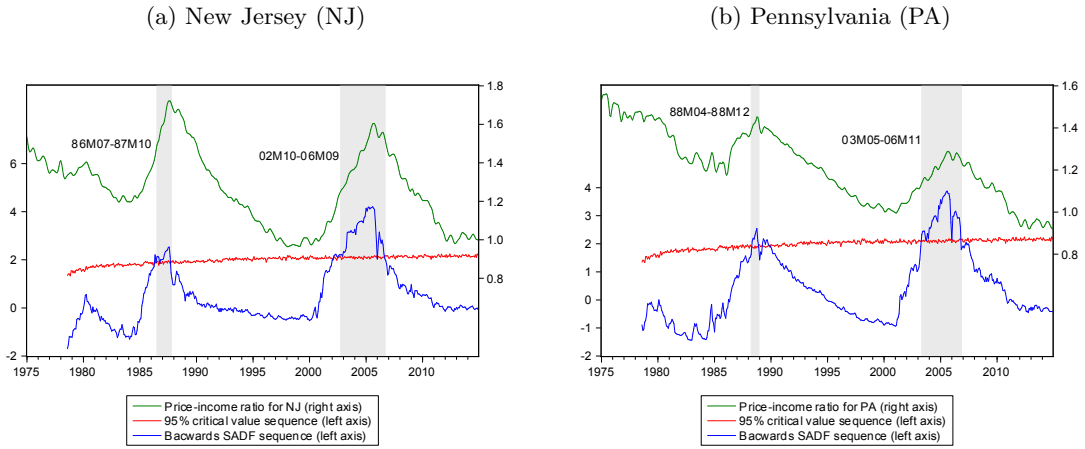 (a) New Jersey (NJ)
1.8
1.6
1.4
1.2
1.0
0.8
6
4
2
0
-2
86M07-87M10
02M10-06M09
1975 1980 1985 1990 1995 2000 2005 2010
Price-income ratio for NJ (right axis)
95% critical value sequence (left axis)
Bacwards SADF sequence (left axis)
(b) Pennsylvania (PA)
1.6
1.4
1.2
1.0
0.8
4
3
2
1
0
-1
-2
88M04-88M12
03M05-06M11
1975 1980 1985 1990 1995 2000 2005 2010
Price-income ratio for PA (right axis)
95% critical value sequence (left axis)
Bacwards SADF sequence (left axis)